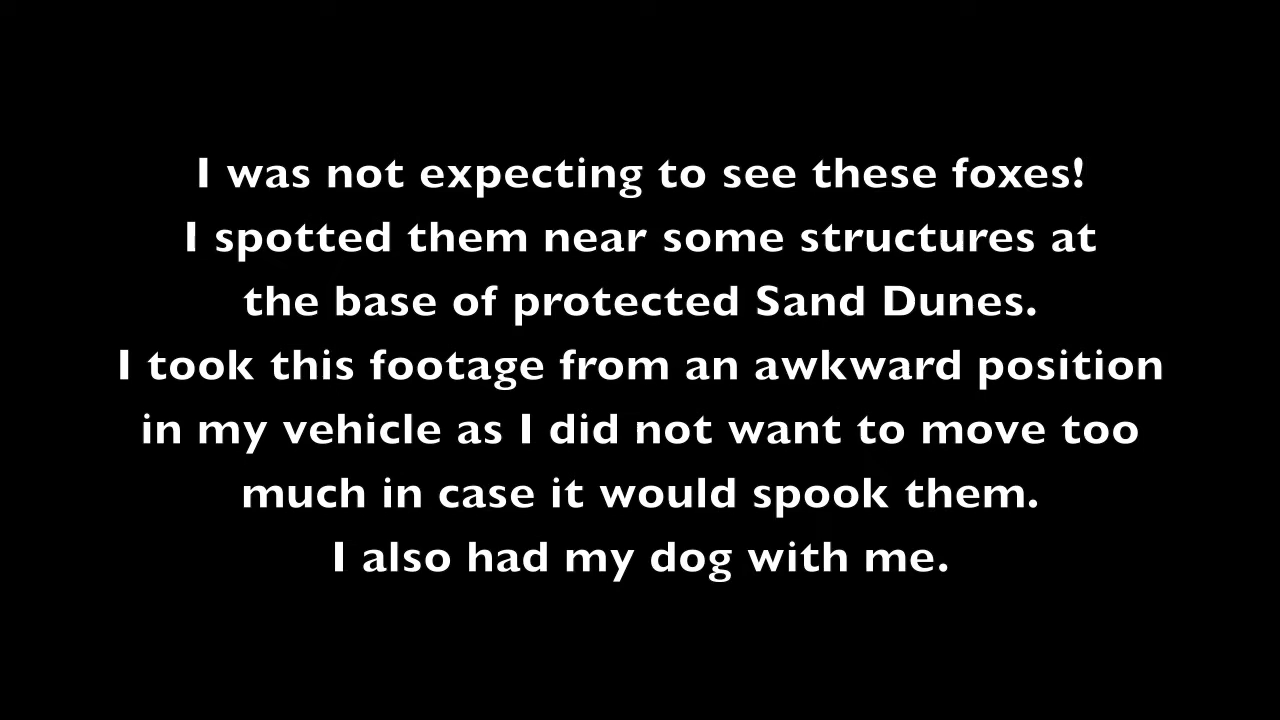 I was not expecting to see these foxes!
I spotted them near some structures at
the base of protected Sand Dunes.
I took this footage from an awkward position
in my vehicle as I did not want to move too
much in case it would spook them.
I also had my dog with me.